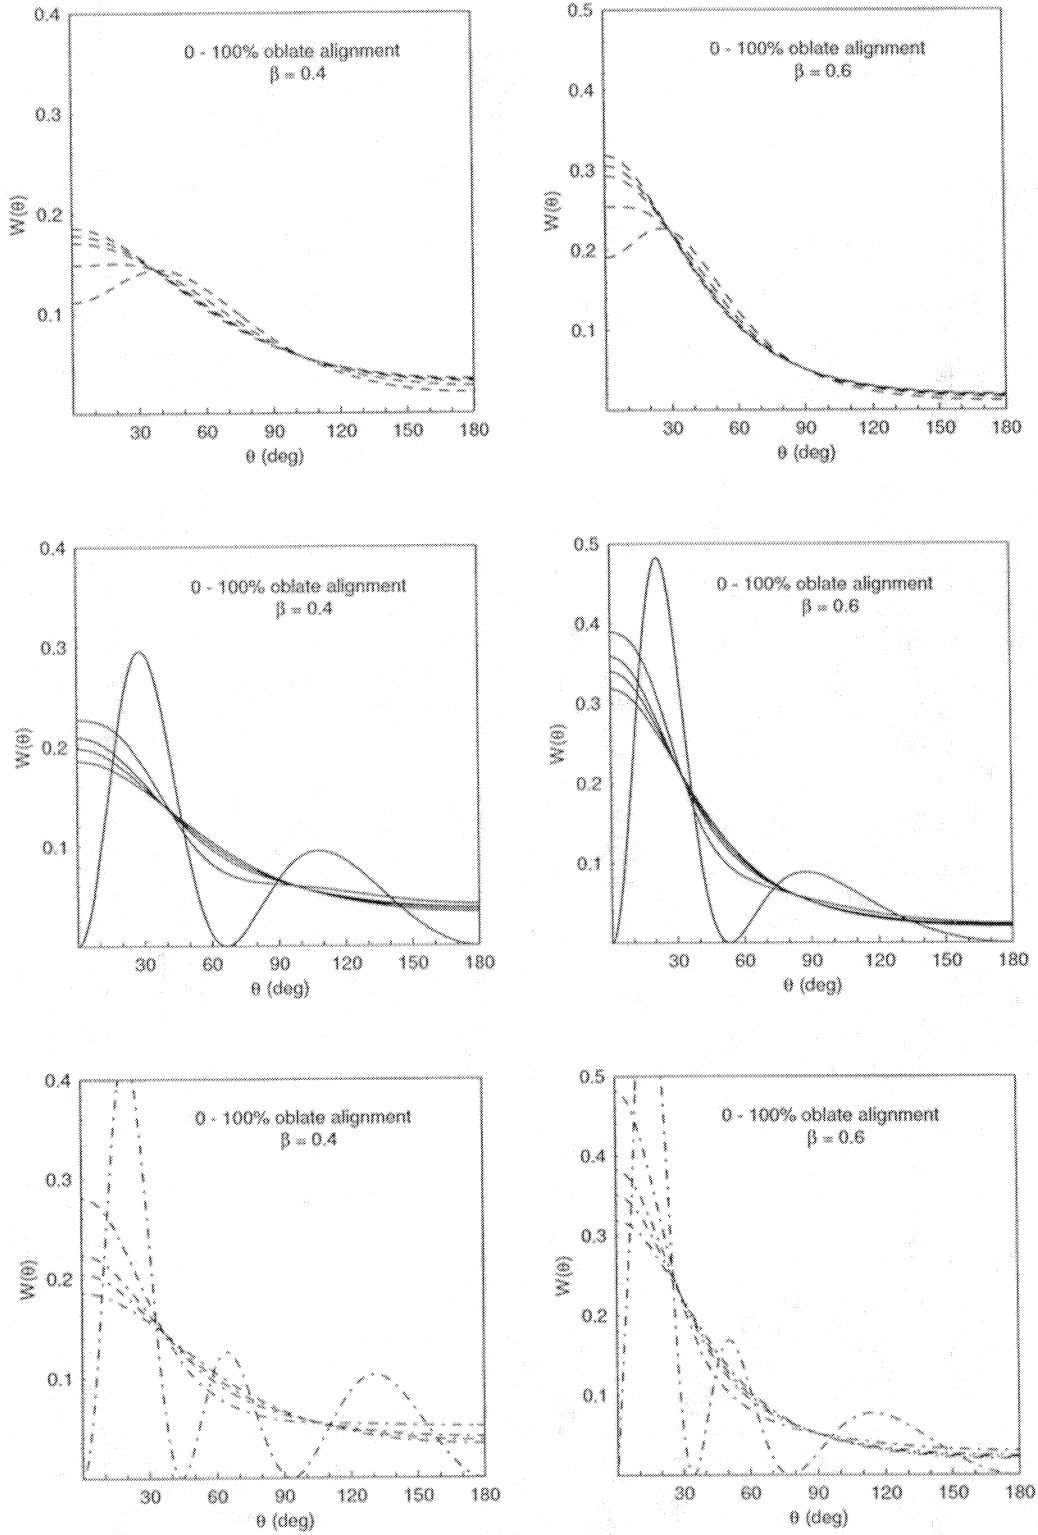 0.4
0 - 100% oblate alignment
β = 0.4
0.3
W(θ)
0.2
0.1
30 60 90 120 150 180
θ (deg)
0.5
0 - 100% oblate alignment
β = 0.6
0.4
0.3
W(θ)
0.2
0.1
30 60 90 120 150 180
θ (deg)
0.4
0 - 100% oblate alignment
β = 0.4
0.3
W(θ)
0.2
0.1
30 60 90 120 150 180
θ (deg)
0.5
0 - 100% oblate alignment
β = 0.6
0.4
0.3
W(θ)
0.2
0.1
30 60 90 120 150 180
θ (deg)
0.4
0 - 100% oblate alignment
β = 0.4
0.3
W(θ)
0.2
0.1
30 60 90 120 150 180
θ (deg)
0.5
0 - 100% oblate alignment
β = 0.6
0.4
0.3
W(θ)
0.2
0.1
30 60 90 120 150 180
θ (deg)